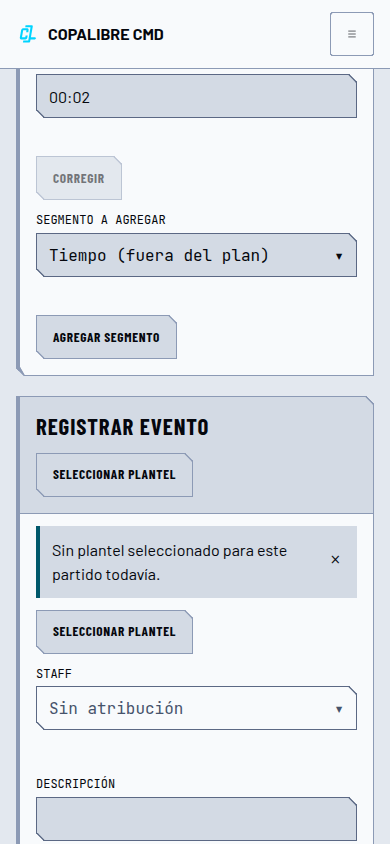 COPALIBRE CMD
00:02
CORREGIR
SEGMENTO A AGREGAR
Tiempo (fuera del plan)
AGREGAR SEGMENTO
REGISTRAR EVENTO
SELECCIONAR PLANTEL
Sin plantel seleccionado para este
partido todavía.
SELECCIONAR PLANTEL
STAFF
Sin atribución
DESCRIPCIÓN